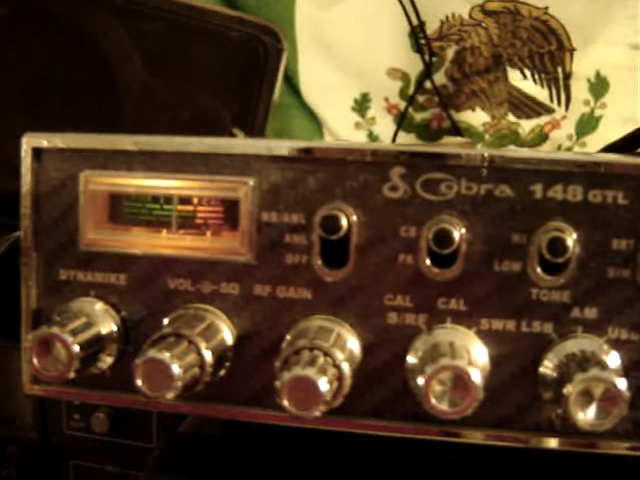 Cobra 148 GTL
NB/ANL
ANL
OFF
CB
PA
HI
LOW
TONE
DYNAMIKE
VOL SQ
RF GAIN
CAL
CAL
S/RF
SWR
LSB
AM
USB